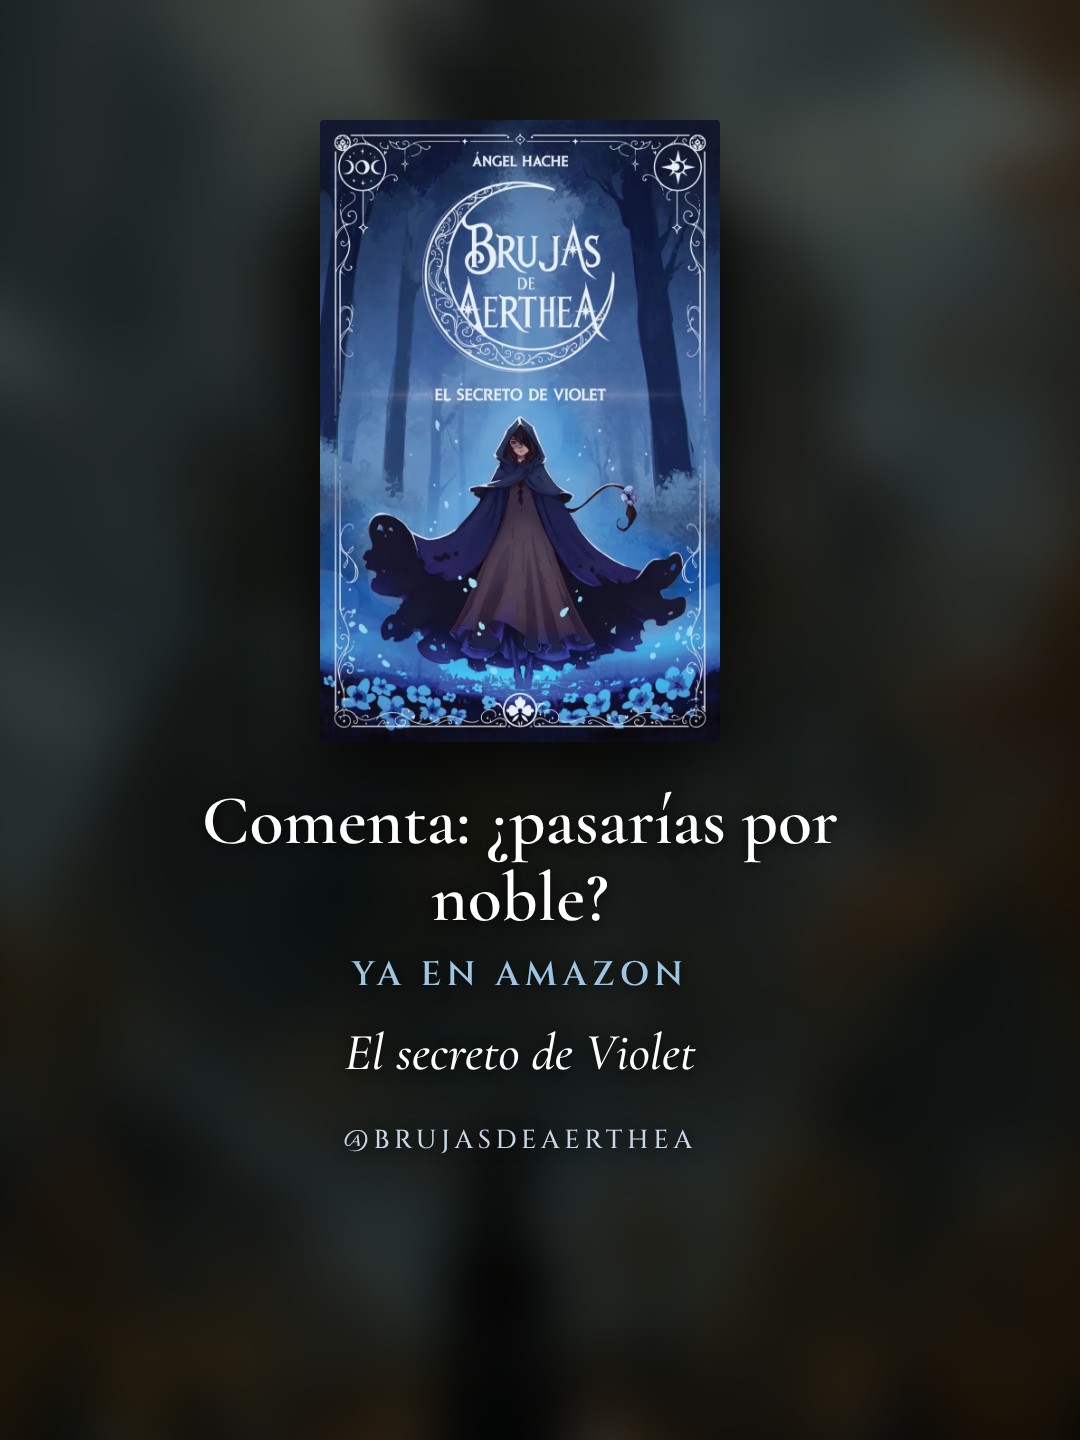 ÁNGEL HACHE
BRUJAS
DE
AERTHEA
EL SECRETO DE VIOLET
Comenta: ¿pasarías por
noble?
YA EN AMAZON
El secreto de Violet
@BRUJASDEAERTHEA